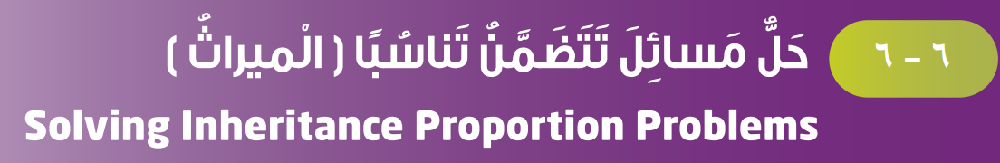 ٦ - ٦ حَلُّ مَسائِلَ تَتَضَمَّنُ تَناسُبًا ( الْميراثُ )
Solving Inheritance Proportion Problems